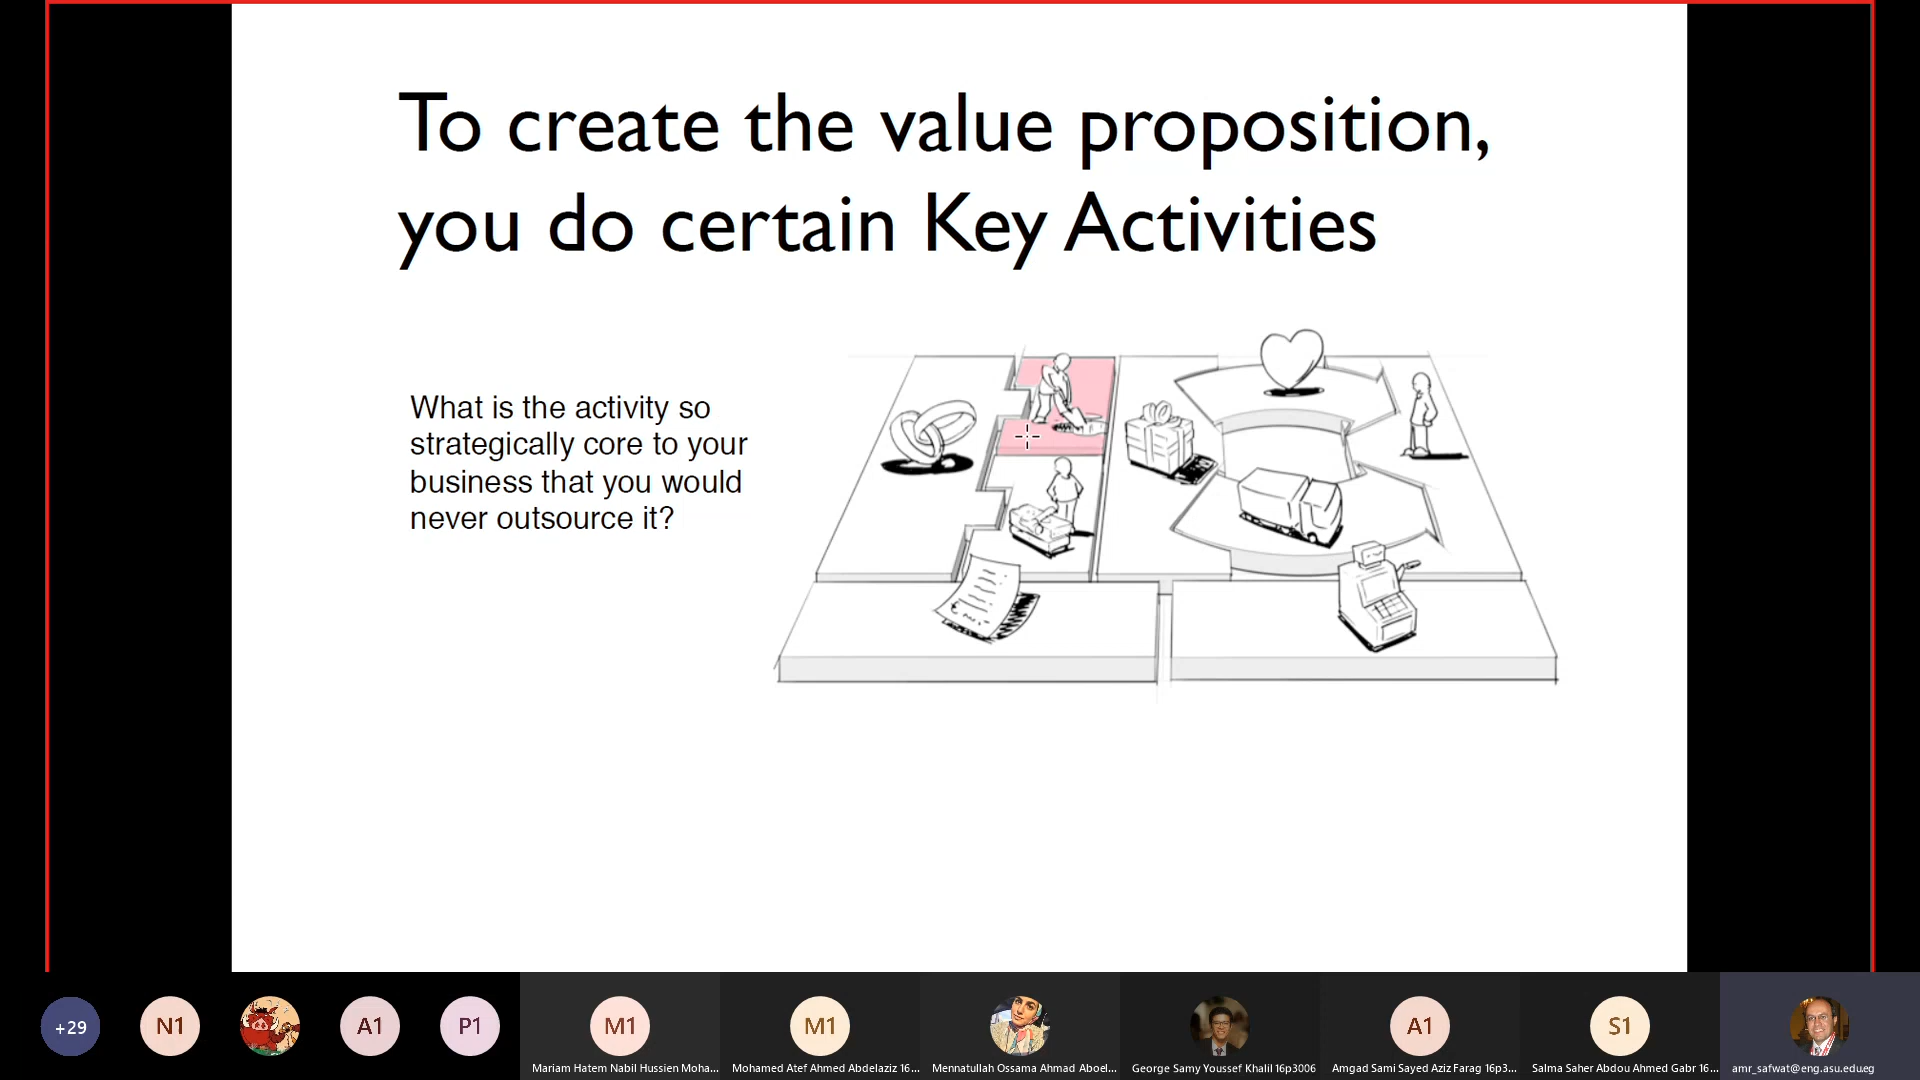 To create the value proposition,
you do certain Key Activities
What is the activity so
strategically core to your
business that you would
never outsource it?
+29
N1
A1
P1
M1
M1
A1
S1
Mariam Hatem Nabil Hussien Moha...
Mohamed Atef Ahmed Abdelaziz 16...
Mennatullah Ossama Ahmad Aboel...
George Samy Youssef Khalil 16p3006
Amgad Sami Sayed Aziz Farag 16p3...
Salma Saher Abdou Ahmed Gabr 16...
amr_safwat@eng.asu.edu.eg